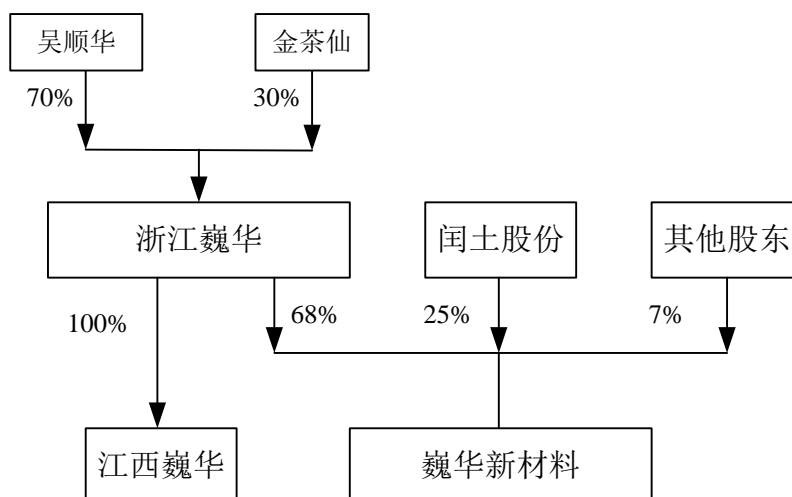 吴顺华
金茶仙
70%
30%
浙江巍华
闰土股份
其他股东
100%
68%
25%
7%
江西巍华
巍华新材料